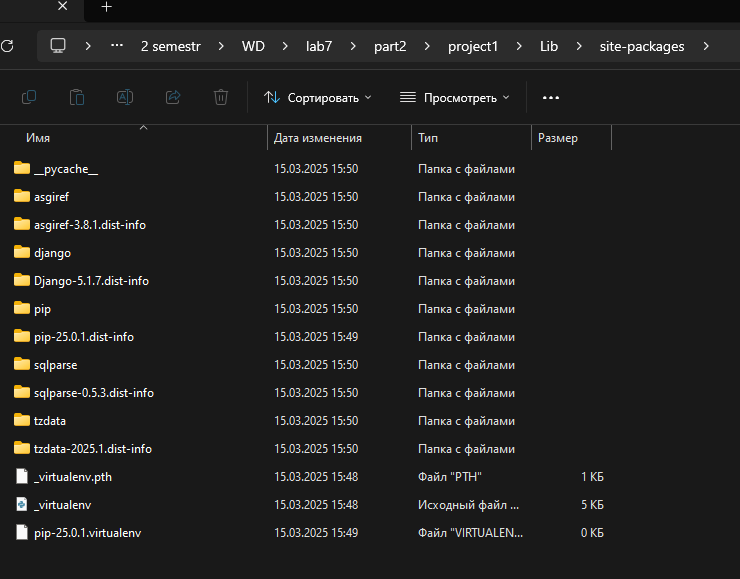 ··· 2 semestr WD lab7 part2 project1 Lib site-packages
Сортировать Просмотреть ···
Имя Дата изменения Тип Размер
__pycache__ 15.03.2025 15:50 Папка с файлами
asgiref 15.03.2025 15:50 Папка с файлами
asgiref-3.8.1.dist-info 15.03.2025 15:50 Папка с файлами
django 15.03.2025 15:50 Папка с файлами
Django-5.1.7.dist-info 15.03.2025 15:50 Папка с файлами
pip 15.03.2025 15:50 Папка с файлами
pip-25.0.1.dist-info 15.03.2025 15:49 Папка с файлами
sqlparse 15.03.2025 15:50 Папка с файлами
sqlparse-0.5.3.dist-info 15.03.2025 15:50 Папка с файлами
tzdata 15.03.2025 15:50 Папка с файлами
tzdata-2025.1.dist-info 15.03.2025 15:50 Папка с файлами
_virtualenv.pth 15.03.2025 15:48 Файл "PTH" 1 КБ
_virtualenv 15.03.2025 15:48 Исходный файл ... 5 КБ
pip-25.0.1.virtualenv 15.03.2025 15:49 Файл "VIRTUALEN... 0 КБ